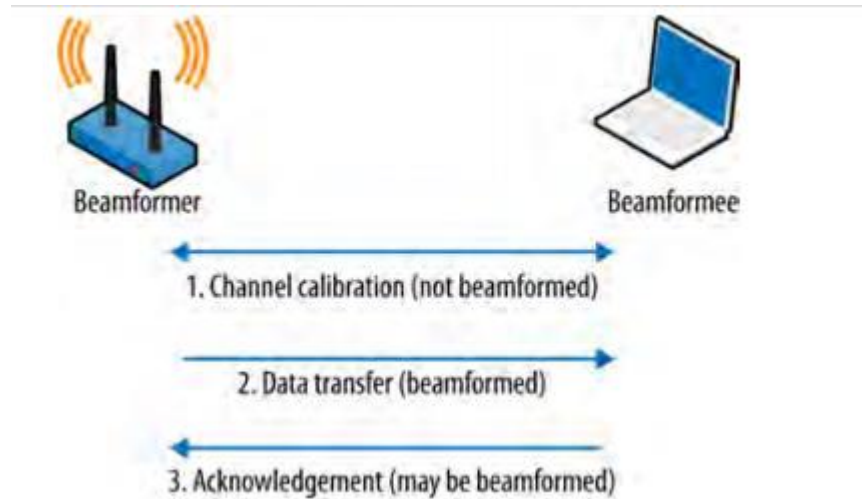 Beamformer
Beamformee
1. Channel calibration (not beamformed)
2. Data transfer (beamformed)
3. Acknowledgement (may be beamformed)